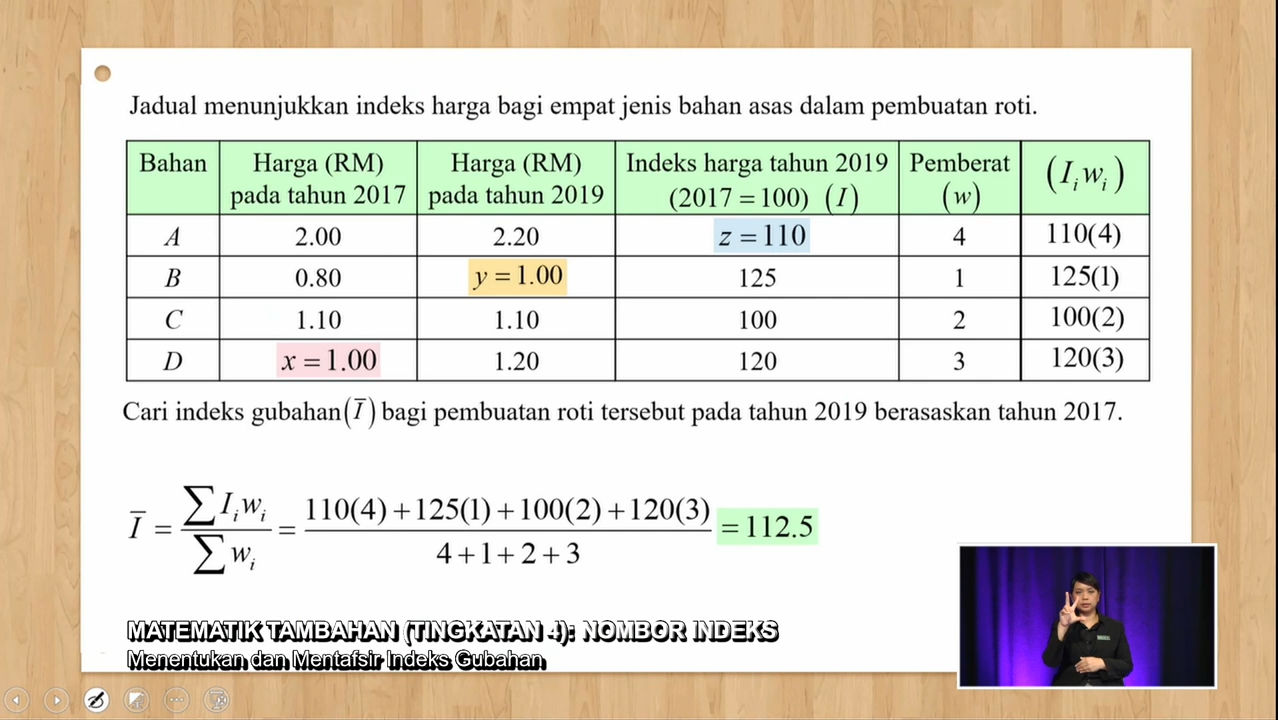 Jadual menunjukkan indeks harga bagi empat jenis bahan asas dalam pembuatan roti.
Bahan Harga (RM) pada tahun 2017 Harga (RM) pada tahun 2019 Indeks harga tahun 2019 (2017 = 100) (I) Pemberat (w) (Iᵢwᵢ)
A 2.00 2.20 z = 110 4 110(4)
B 0.80 y = 1.00 125 1 125(1)
C 1.10 1.10 100 2 100(2)
D x = 1.00 1.20 120 3 120(3)
Cari indeks gubahan (I̅) bagi pembuatan roti tersebut pada tahun 2019 berasaskan tahun 2017.
I̅ = ∑Iᵢwᵢ / ∑wᵢ = 110(4) + 125(1) + 100(2) + 120(3) / 4 + 1 + 2 + 3 = 112.5
MATEMATIK TAMBAHAN (TINGKATAN 4): NOMBOR INDEKS
Menentukan dan Mentafsir Indeks Gubahan